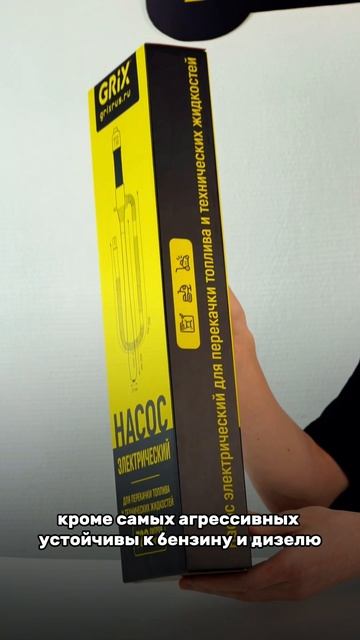 GRiX
grixrus.ru
НАСОС
ЭЛЕКТРИЧЕСКИЙ
ДЛЯ ПЕРЕКАЧКИ ТОПЛИВА
И ТЕХНИЧЕСКИХ ЖИДКОСТЕЙ
Насос электрический для перекачки топлива и технических жидкостей
кроме самых агрессивных
устойчивы к бензину и дизелю